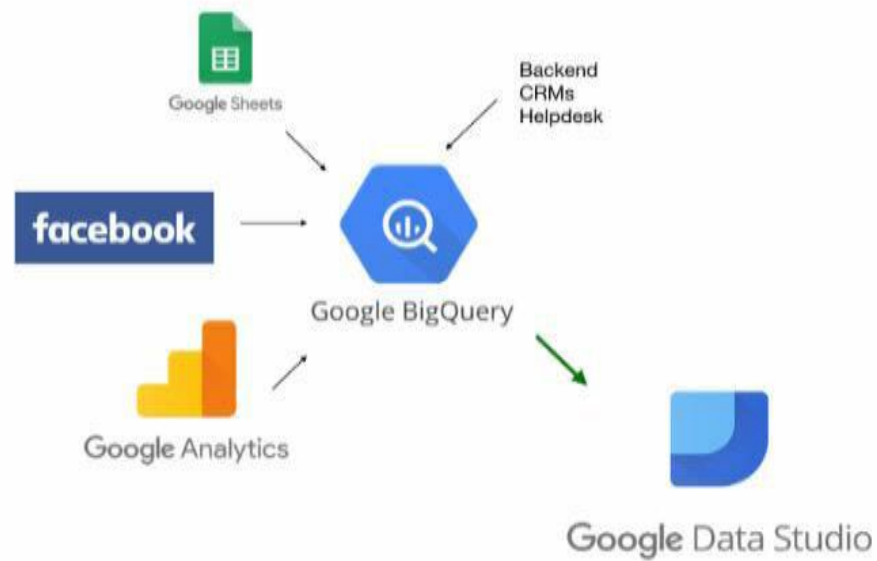 Google Sheets
Backend
CRMs
Helpdesk
facebook
Google BigQuery
Google Analytics
Google Data Studio